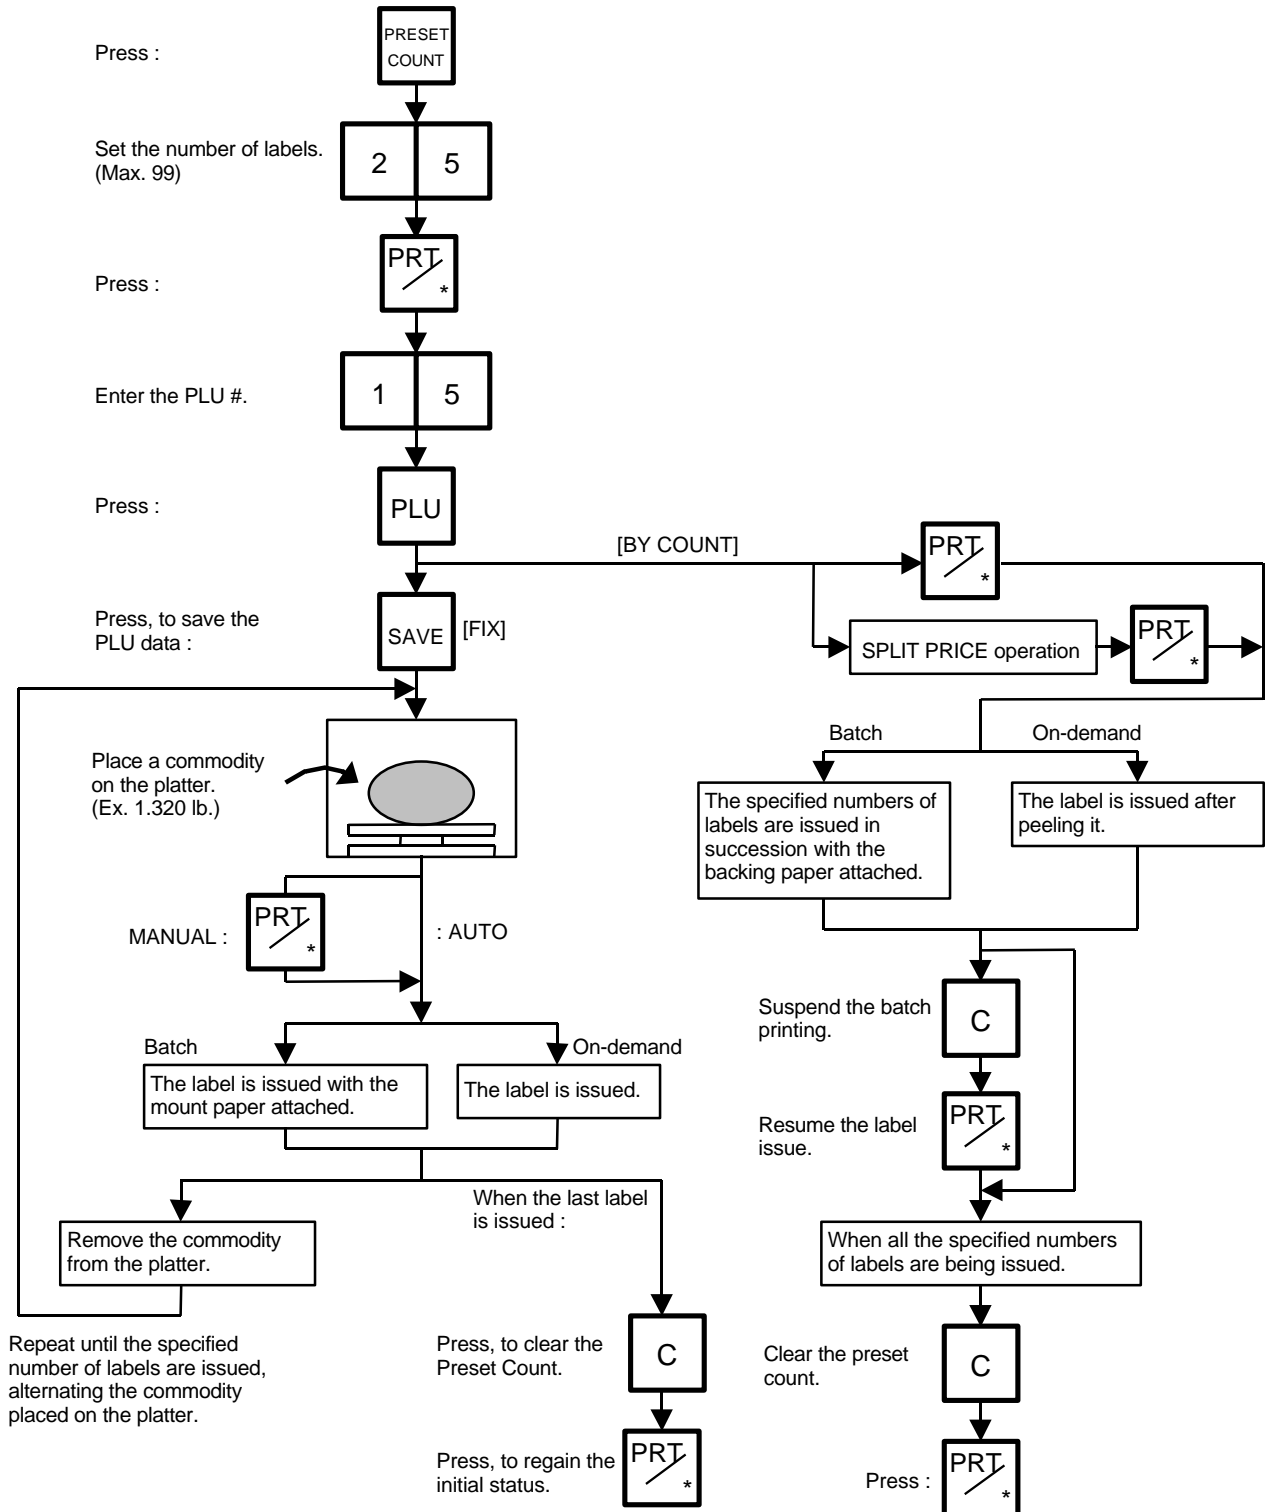 Press :
PRESET
COUNT
Set the number of labels.
(Max. 99)
2 5
Press :
PRT
*
Enter the PLU #.
1 5
Press :
PLU
[BY COUNT]
PRT
*
Press, to save the
PLU data :
SAVE
[FIX]
SPLIT PRICE operation
PRT
*
Place a commodity
on the platter.
(Ex. 1.320 lb.)
MANUAL :
PRT
*
: AUTO
Batch
The label is issued with the
mount paper attached.
On-demand
The label is issued.
Remove the commodity
from the platter.
Repeat until the specified
number of labels are issued,
alternating the commodity
placed on the platter.
When the last label
is issued :
Press, to clear the
Preset Count.
C
Press, to regain the
initial status.
PRT
*
Batch
The specified numbers of
labels are issued in
succession with the
backing paper attached.
On-demand
The label is issued after
peeling it.
Suspend the batch
printing.
C
Resume the label
issue.
PRT
*
When all the specified numbers
of labels are being issued.
Clear the preset
count.
C
Press :
PRT
*